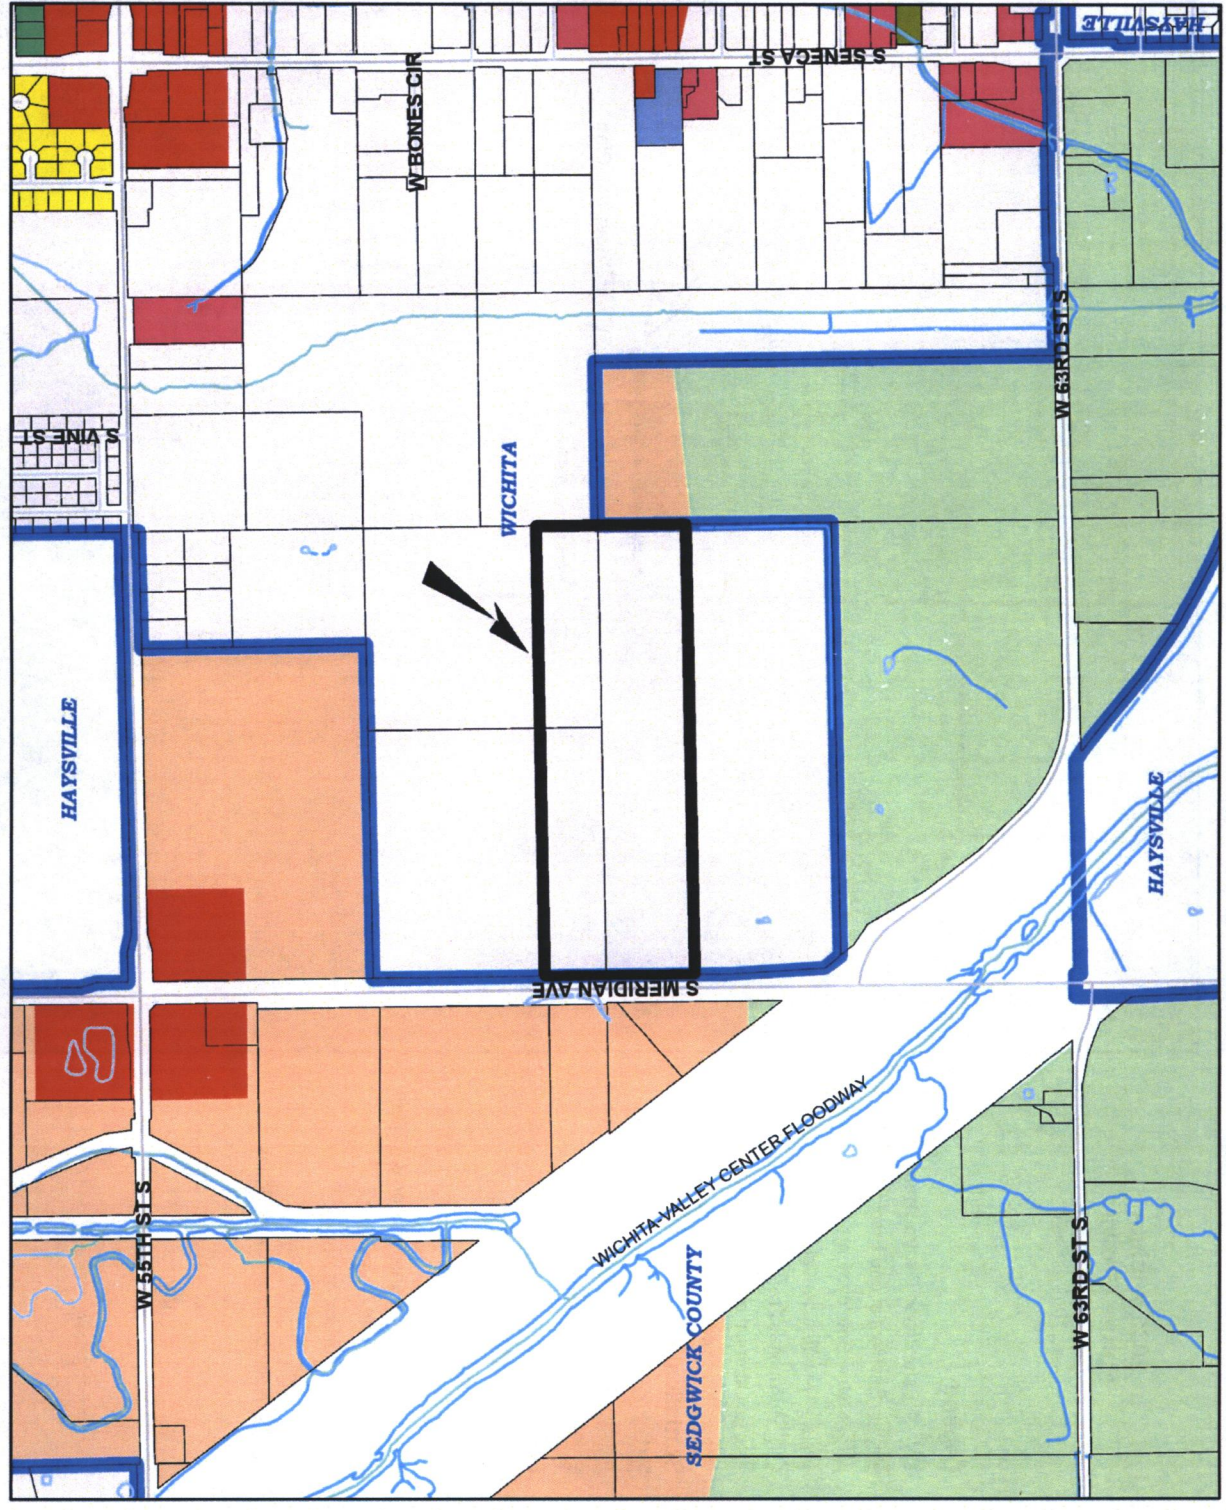 HAYSVILLE
S SENECA ST
W BONES CIR
W 63RD ST S
S VINE ST
WICHITA
HAYSVILLE
HAYSVILLE
S MERIDIAN AVE
WICHITA-VALLEY CENTER FLOODWAY
W 55TH ST S
W 63RD ST S
SEDGWICK COUNTY